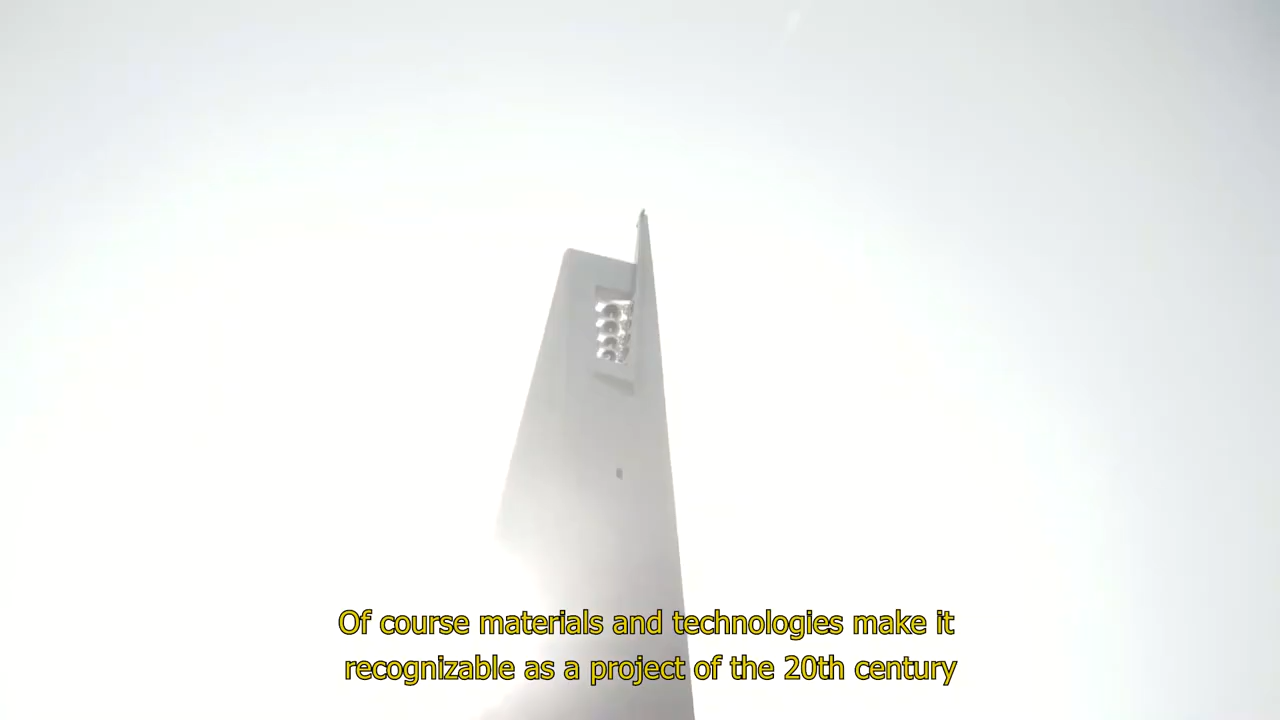 Of course materials and technologies make it
recognizable as a project of the 20th century